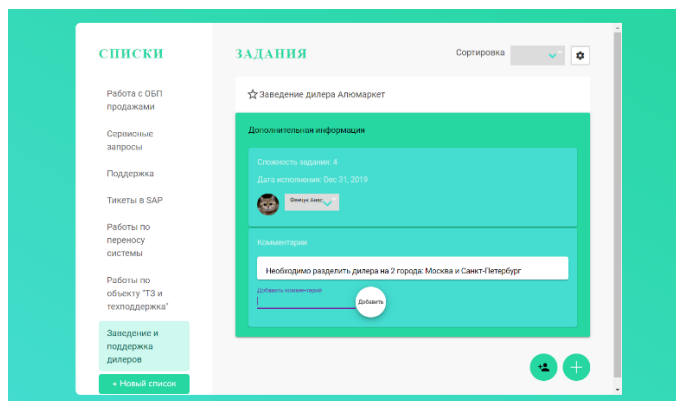 СПИСКИ
Работа с ОБП
продажами
Сервисные
запросы
Поддержка
Тикеты в SAP
Работы по
переносу
системы
Работы по
объекту "ТЗ и
техподдержка"
Заведение и
поддержка
дилеров
+ Новый список
ЗАДАНИЯ
Сортировка
Заведение дилера Алюмаркет
Дополнительная информация
Сложность задания: 4
Дата исполнения: Dec 31, 2019
Комментарии
Необходимо разделить дилера на 2 города: Москва и Санкт-Петербург
Добавить комментарий
Добавить